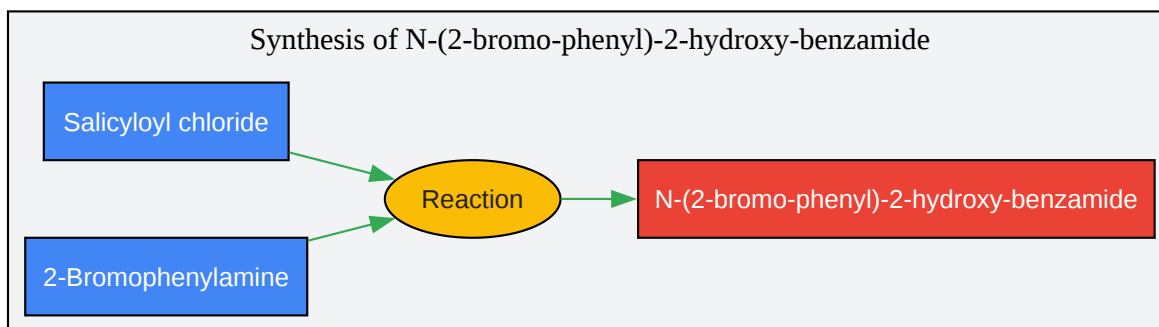 Synthesis of N-(2-bromo-phenyl)-2-hydroxy-benzamide
Salicyloyl chloride
2-Bromophenylamine
Reaction
N-(2-bromo-phenyl)-2-hydroxy-benzamide